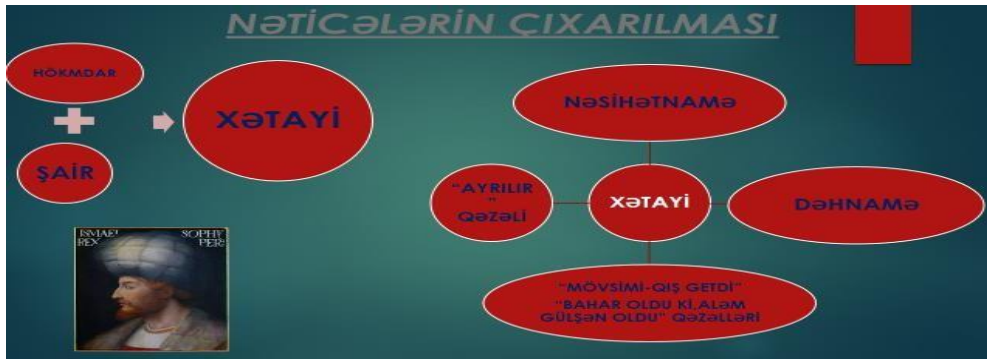 NƏTİCƏLƏRİN ÇIXARILMASI
HÖKMDAR
ŞAİR
XƏTAYİ
NƏSİHƏTNAMƏ
"AYRILIR
"
QƏZƏLİ
XƏTAYİ
DƏHNAMƏ
"MÖVSİMİ-QIŞ GETDİ"
"BAHAR OLDU Kİ,ALƏM
GÜLŞƏN OLDU" QƏZƏLLƏRİ
ISMAEL SOPHY
REX PERS